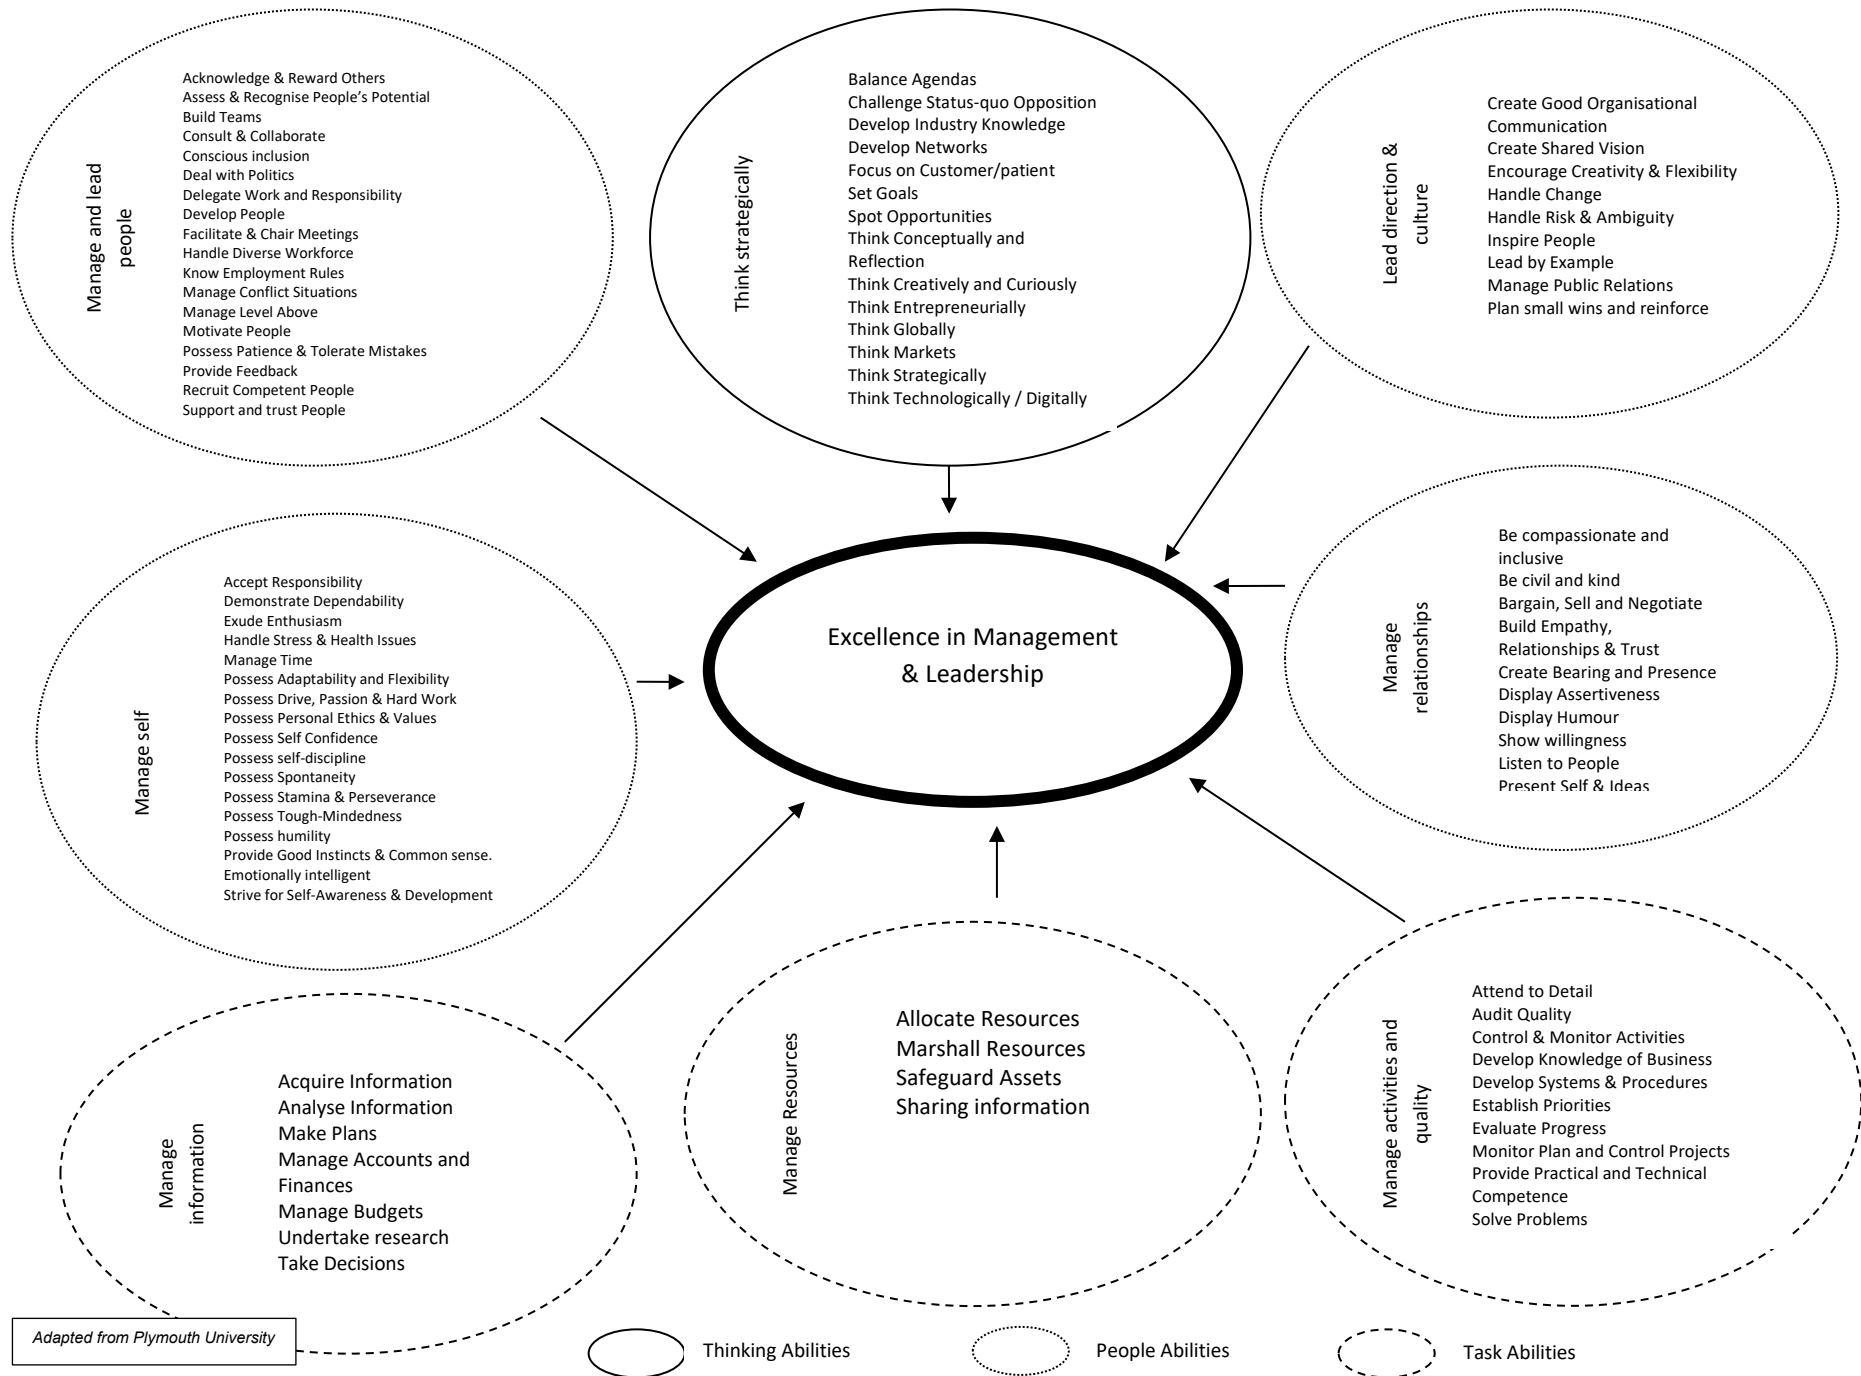 Manage and lead
people
Acknowledge & Reward Others
Assess & Recognise People's Potential
Build Teams
Consult & Collaborate
Conscious inclusion
Deal with Politics
Delegate Work and Responsibility
Develop People
Facilitate & Chair Meetings
Handle Diverse Workforce
Know Employment Rules
Manage Conflict Situations
Manage Level Above
Motivate People
Possess Patience & Tolerate Mistakes
Provide Feedback
Recruit Competent People
Support and trust People
Think strategically
Balance Agendas
Challenge Status-quo Opposition
Develop Industry Knowledge
Develop Networks
Focus on Customer/patient
Set Goals
Spot Opportunities
Think Conceptually and
Reflection
Think Creatively and Curiously
Think Entrepreneurially
Think Globally
Think Markets
Think Strategically
Think Technologically / Digitally
Lead direction &
culture
Create Good Organisational
Communication
Create Shared Vision
Encourage Creativity & Flexibility
Handle Change
Handle Risk & Ambiguity
Inspire People
Lead by Example
Manage Public Relations
Plan small wins and reinforce
Manage self
Accept Responsibility
Demonstrate Dependability
Exude Enthusiasm
Handle Stress & Health Issues
Manage Time
Possess Adaptability and Flexibility
Possess Drive, Passion & Hard Work
Possess Personal Ethics & Values
Possess Self Confidence
Possess self-discipline
Possess Spontaneity
Possess Stamina & Perseverance
Possess Tough-Mindedness
Possess humility
Provide Good Instincts & Common sense.
Emotionally intelligent
Strive for Self-Awareness & Development
Excellence in Management
& Leadership
Manage
relationships
Be compassionate and
inclusive
Be civil and kind
Bargain, Sell and Negotiate
Build Empathy,
Relationships & Trust
Create Bearing and Presence
Display Assertiveness
Display Humour
Show willingness
Listen to People
Present Self & Ideas
Manage
information
Acquire Information
Analyse Information
Make Plans
Manage Accounts and
Finances
Manage Budgets
Undertake research
Take Decisions
Manage Resources
Allocate Resources
Marshall Resources
Safeguard Assets
Sharing information
Manage activities and
quality
Attend to Detail
Audit Quality
Control & Monitor Activities
Develop Knowledge of Business
Develop Systems & Procedures
Establish Priorities
Evaluate Progress
Monitor Plan and Control Projects
Provide Practical and Technical
Competence
Solve Problems
Adapted from Plymouth University
Thinking Abilities
People Abilities
Task Abilities